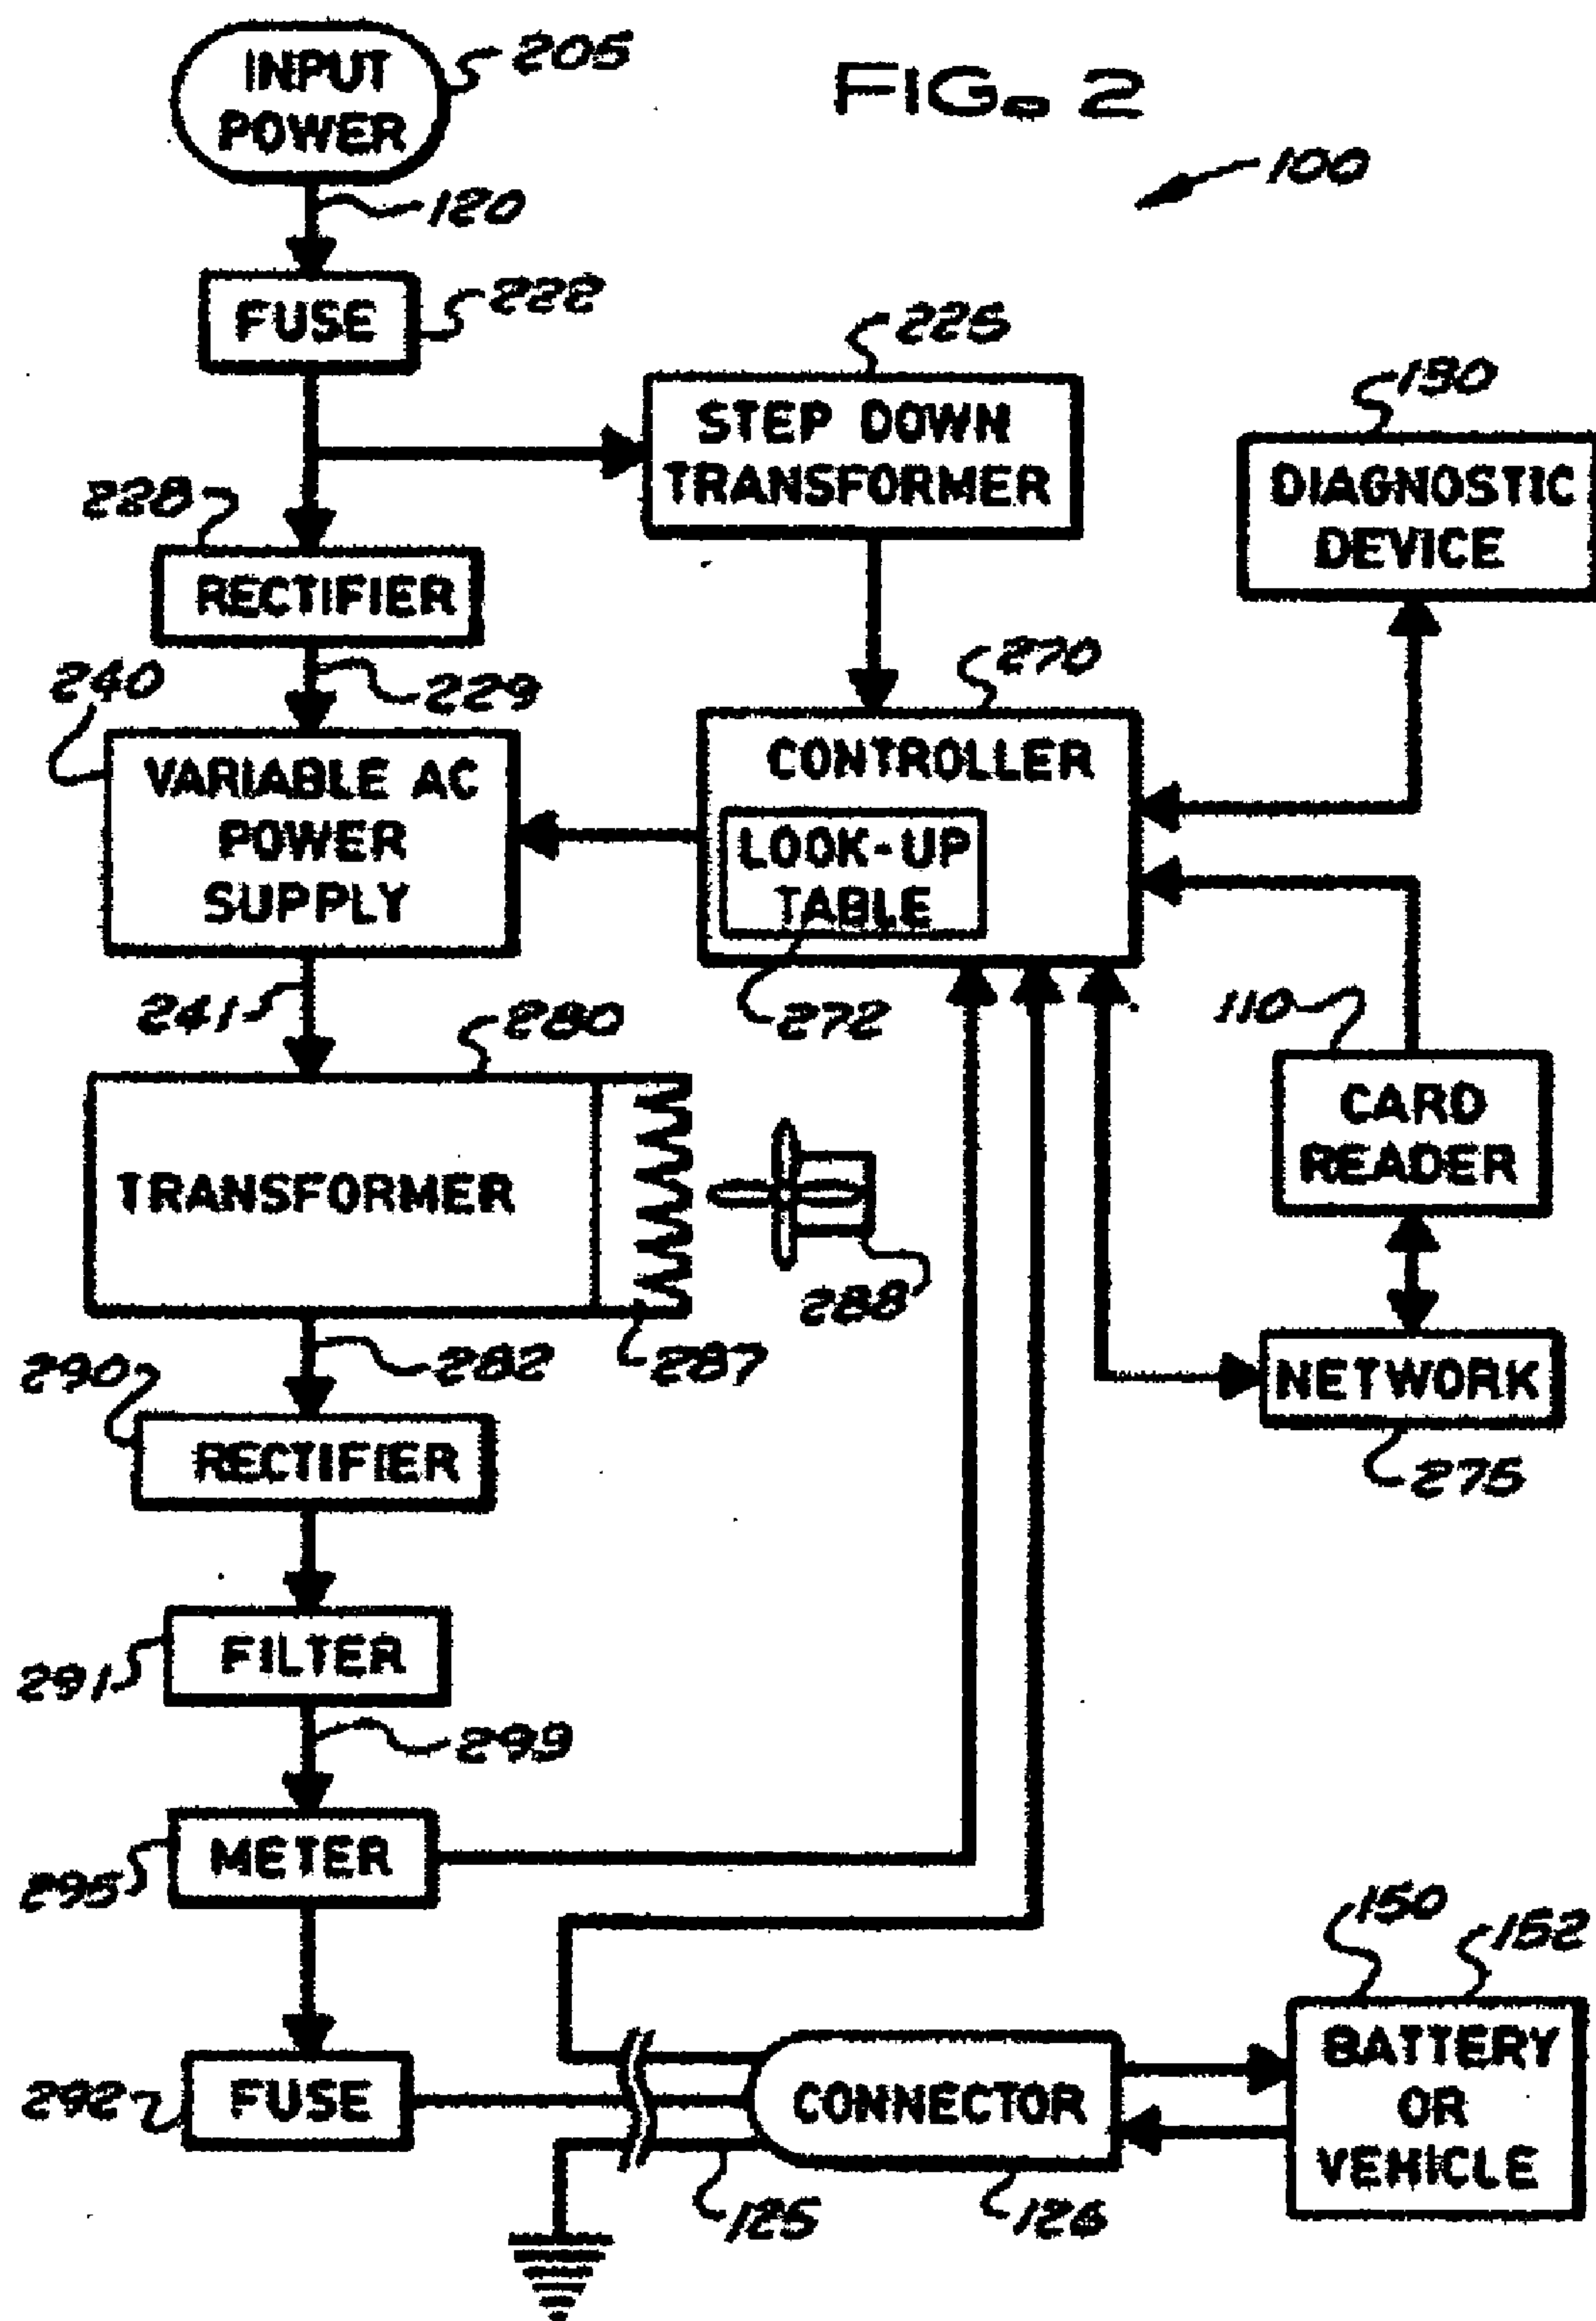 INPUT
POWER
205
FIG. 2
100
120
FUSE
222
225
STEP DOWN
TRANSFORMER
190
DIAGNOSTIC
DEVICE
228
RECTIFIER
240
229
270
VARIABLE AC
POWER
SUPPLY
CONTROLLER
LOOK-UP
TABLE
241
280
272
110
CARD
READER
TRANSFORMER
288
290
282
287
NETWORK
275
RECTIFIER
FILTER
291
299
METER
295
150
152
292
FUSE
CONNECTOR
BATTERY
OR
VEHICLE
125
126